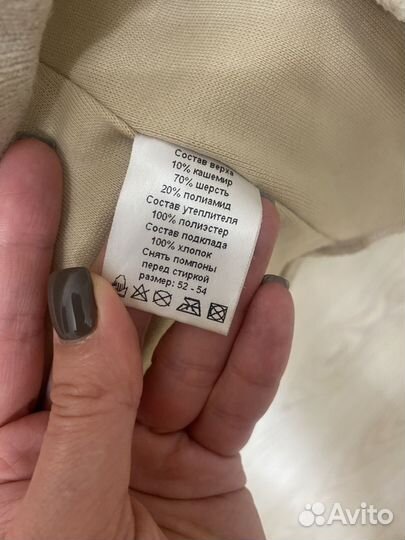 Состав верха
10% кашемир
70% шерсть
20% полиамид
Состав утеплителя
100% полиэстер
Состав подклада
100% хлопок
Снять помпоны
перед стиркой
размер: 52 - 54
Avito